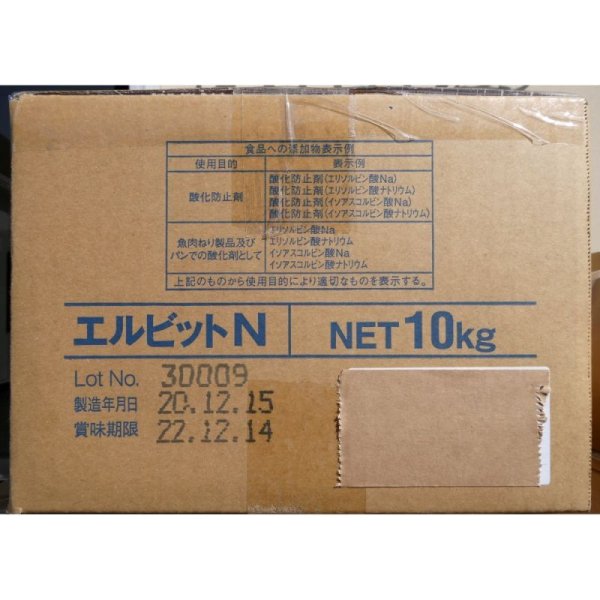 食品への添加物表示例
使用目的 表示例
酸化防止剤 酸化防止剤(エリソルビン酸Na)
酸化防止剤(エリソルビン酸ナトリウム)
酸化防止剤(イソアスコルビン酸Na)
酸化防止剤(イソアスコルビン酸ナトリウム)
魚肉ねり製品及び
パンでの酸化剤として
エリソルビン酸Na
エリソルビン酸ナトリウム
イソアスコルビン酸Na
イソアスコルビン酸ナトリウム
上記のものから使用目的により適切なものを表示する。
エルビットN NET 10kg
Lot No. 30009
製造年月日 20.12.15
賞味期限 22.12.14